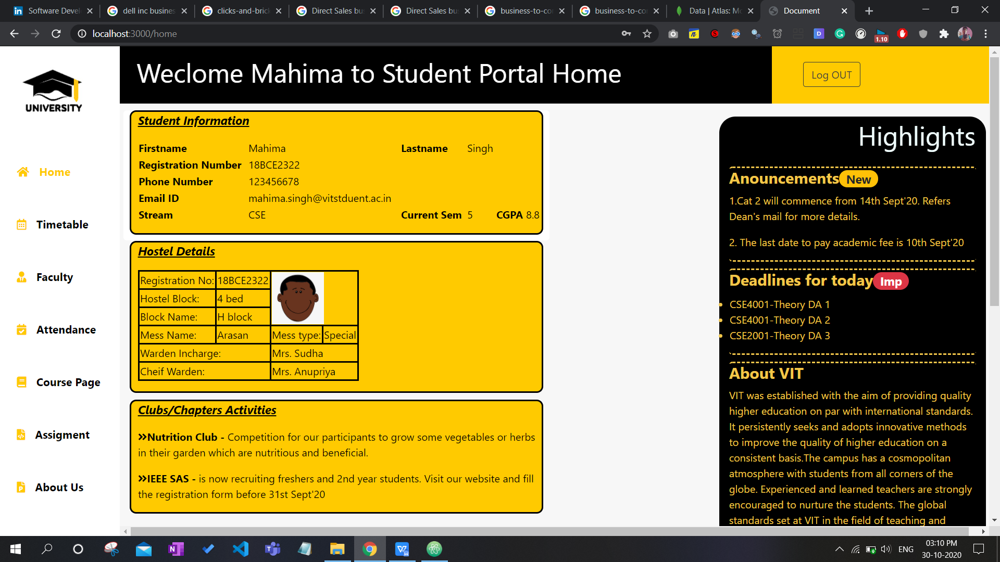 Software Devel
dell inc busines
clicks-and-brick
Direct Sales bus
Direct Sales bus
business-to-con
business-to-con
Data | Atlas: Mo
Document
localhost:3000/home
1.10
UNIVERSITY
Weclome Mahima to Student Portal Home
Log OUT
Home
Timetable
Faculty
Attendance
Course Page
Assigment
About Us
Student Information
Firstname Mahima Lastname Singh
Registration Number 18BCE2322
Phone Number 123456678
Email ID mahima.singh@vitstduent.ac.in
Stream CSE Current Sem 5 CGPA 8.8
Hostel Details
Registration No: 18BCE2322
Hostel Block: 4 bed
Block Name: H block
Mess Name: Arasan Mess type: Special
Warden Incharge: Mrs. Sudha
Cheif Warden: Mrs. Anupriya
Clubs/Chapters Activities
Nutrition Club - Competition for our participants to grow some vegetables or herbs
in their garden which are nutritious and beneficial.
IEEE SAS - is now recruiting freshers and 2nd year students. Visit our website and fill
the registration form before 31st Sept'20
Highlights
Anouncements New
1.Cat 2 will commence from 14th Sept'20. Refers
Dean's mail for more details.
2. The last date to pay academic fee is 10th Sept'20
Deadlines for today Imp
CSE4001-Theory DA 1
CSE4001-Theory DA 2
CSE2001-Theory DA 3
About VIT
VIT was established with the aim of providing quality
higher education on par with international standards.
It persistently seeks and adopts innovative methods
to improve the quality of higher education on a
consistent basis.The campus has a cosmopolitan
atmosphere with students from all corners of the
globe. Experienced and learned teachers are strongly
encouraged to nurture the students. The global
standards set at VIT in the field of teaching and
ENG
03:10 PM
30-10-2020